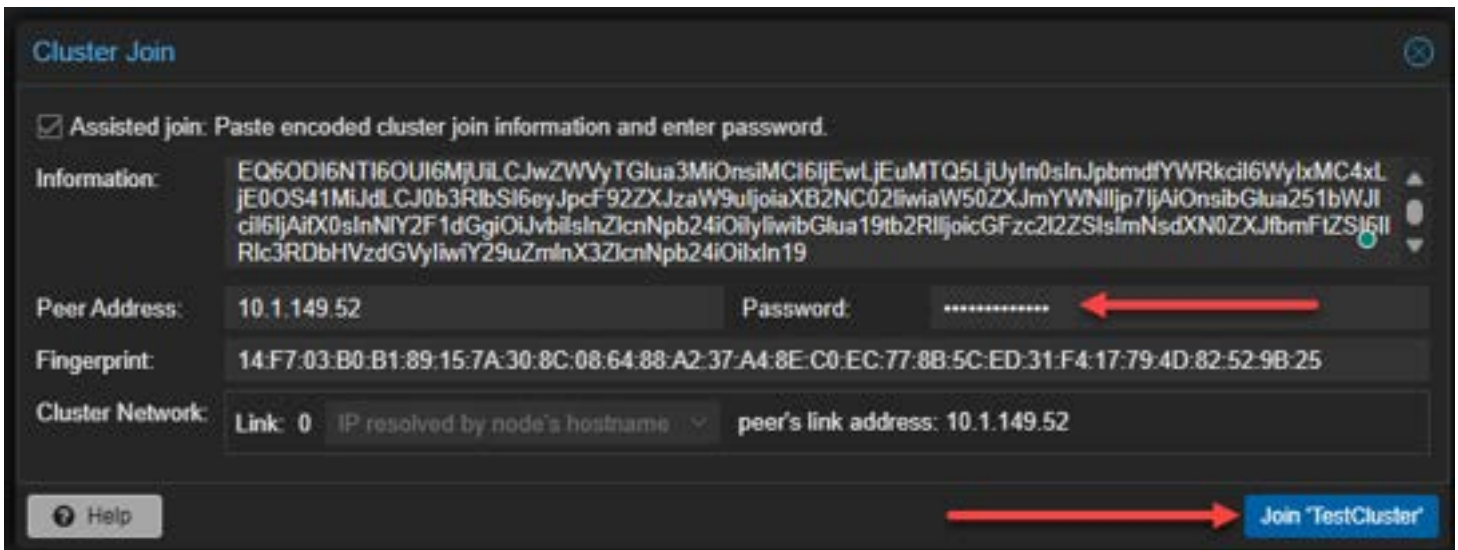 Cluster Join
Assisted join: Paste encoded cluster join information and enter password.
Information:
EQ6ODI6NTI6OUI6MjUiLCJwZWVyTGlua3MiOnsiMCI6IjEwLjEuMTQ5LjUyIn0sInJpbmdfYWRkciI6WyIxMC4xL
jE0OS41MiJdLCJ0b3RlbSI6eyJpcF92ZXJzaW9uIjoiaXB2NC02IiwiaW50ZXJmYWNlIjp7IjAiOnsibGlua251bWJl
ciI6IjAifX0sInNlY2F1dGgiOiJvbiIsInZlcnNpb24iOiIyIiwibGlua19tb2RlIjoicGFzc2l2ZSIsImNsdXN0ZXJfbmFtZSI6Il
Rlc3RDbHVzdGVyIiwiY29uZmlnX3ZlcnNpb24iOiIxIn19
Peer Address: 10.1.149.52 Password: •••••••••••••
Fingerprint: 14:F7:03:B0:B1:89:15:7A:30:8C:08:64:88:A2:37:A4:8E:C0:EC:77:8B:5C:ED:31:F4:17:79:4D:82:52:9B:25
Cluster Network: Link: 0 IP resolved by node's hostname peer's link address: 10.1.149.52
Help Join 'TestCluster'